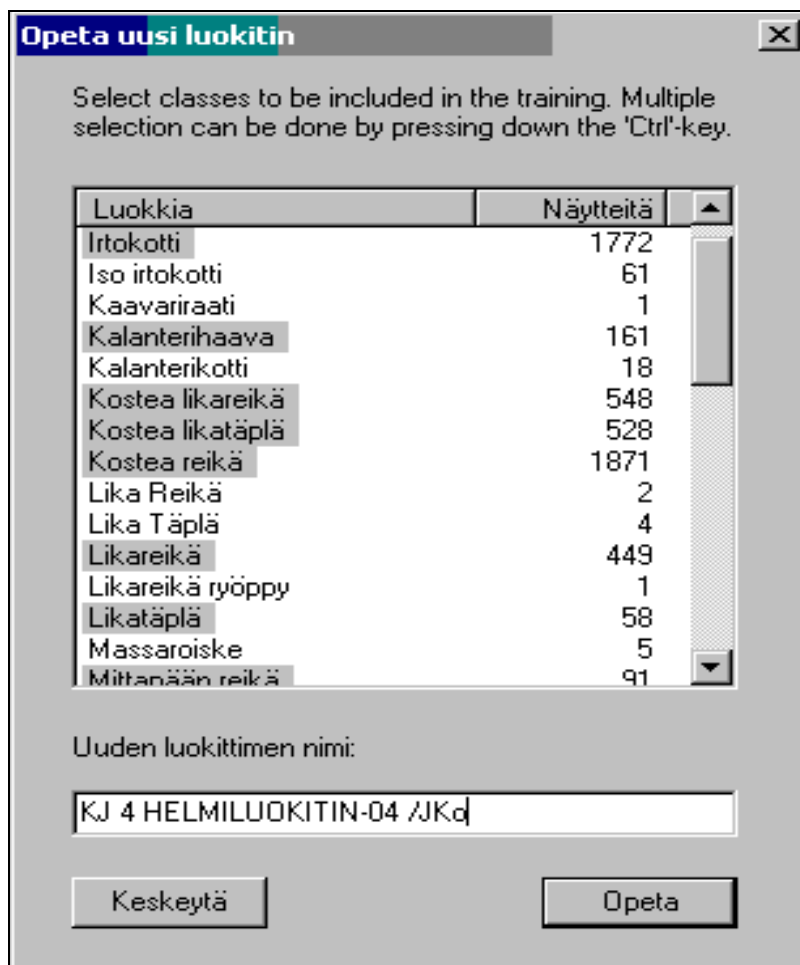 Opeta uusi luokitin
Select classes to be included in the training. Multiple
selection can be done by pressing down the 'Ctrl'-key.
Luokkia Näytteitä
Irtokotti 1772
Iso irtokotti 61
Kaavariraati 1
Kalanterihaava 161
Kalanterikotti 18
Kostea likareikä 548
Kostea likatäplä 528
Kostea reikä 1871
Lika Reikä 2
Lika Täplä 4
Likareikä 449
Likareikä ryöppy 1
Likatäplä 58
Massaroiske 5
Mittapään reikä 91
Uuden luokittimen nimi:
KJ 4 HELMILUOKITIN-04 /JKo
Keskeytä Opeta